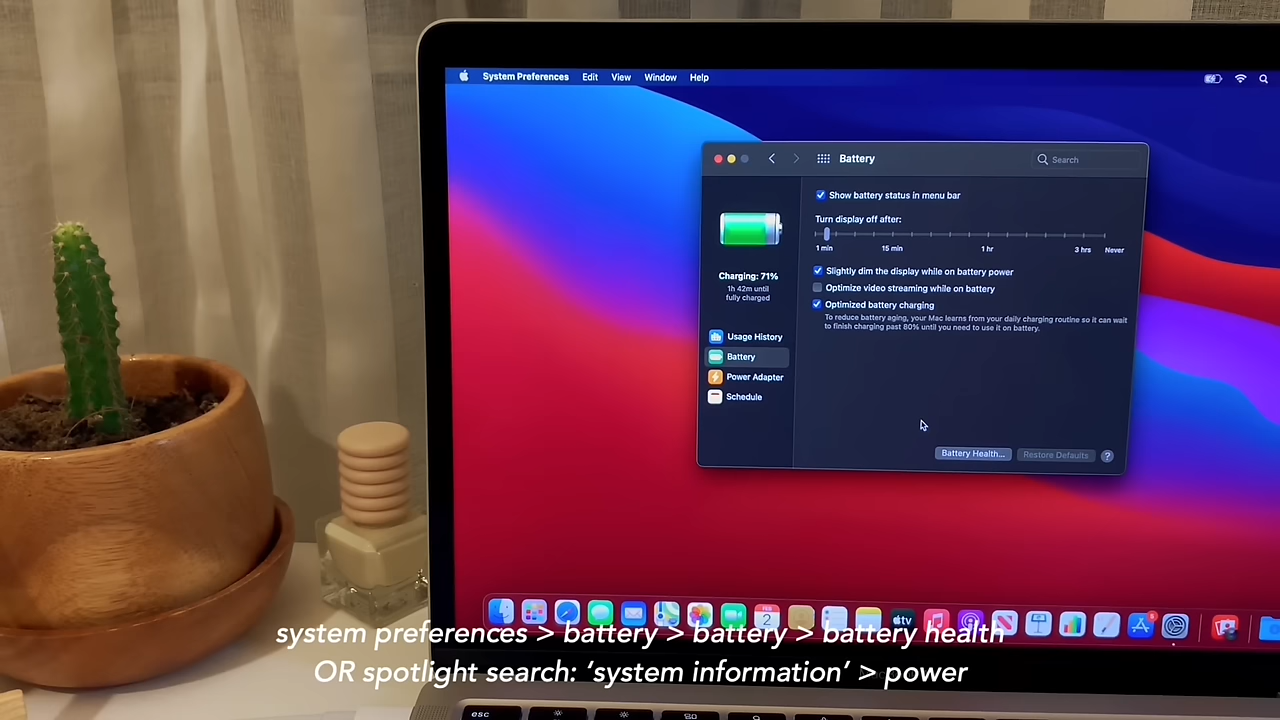 System Preferences Edit View Window Help
Battery
Search
Show battery status in menu bar
Turn display off after:
1 min 15 min 1 hr 3 hrs Never
Charging: 71%
1h 42m until
fully charged
Slightly dim the display while on battery power
Optimize video streaming while on battery
Optimized battery charging
To reduce battery aging, your Mac learns from your daily charging routine so it can wait
to finish charging past 80% until you need to use it on battery.
Usage History
Battery
Power Adapter
Schedule
Battery Health...
Restore Defaults
?
FEB
2
tv
system preferences > battery > battery > battery health
OR spotlight search: ‘system information’ > power
esc